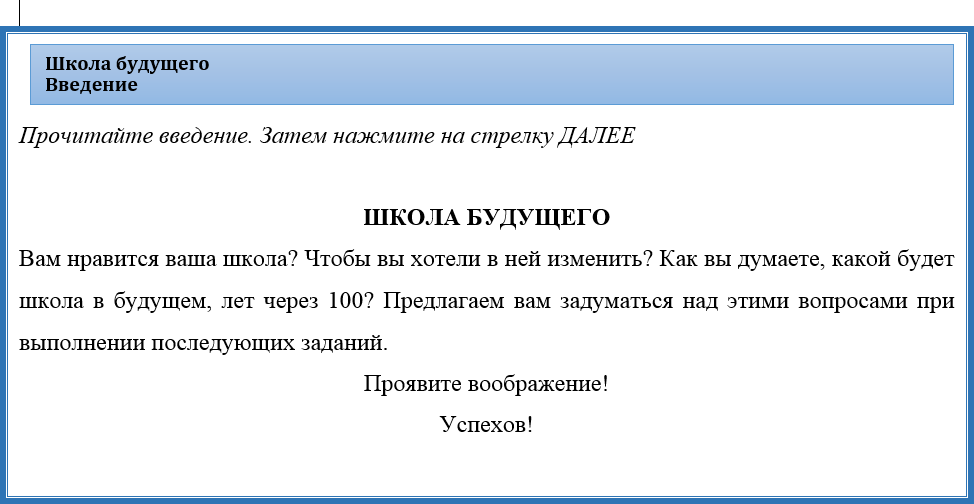 Школа будущего
Введение
Прочитайте введение. Затем нажмите на стрелку ДАЛЕЕ
ШКОЛА БУДУЩЕГО
Вам нравится ваша школа? Чтобы вы хотели в ней изменить? Как вы думаете, какой будет
школа в будущем, лет через 100? Предлагаем вам задуматься над этими вопросами при
выполнении последующих заданий.
Проявите воображение!
Успехов!